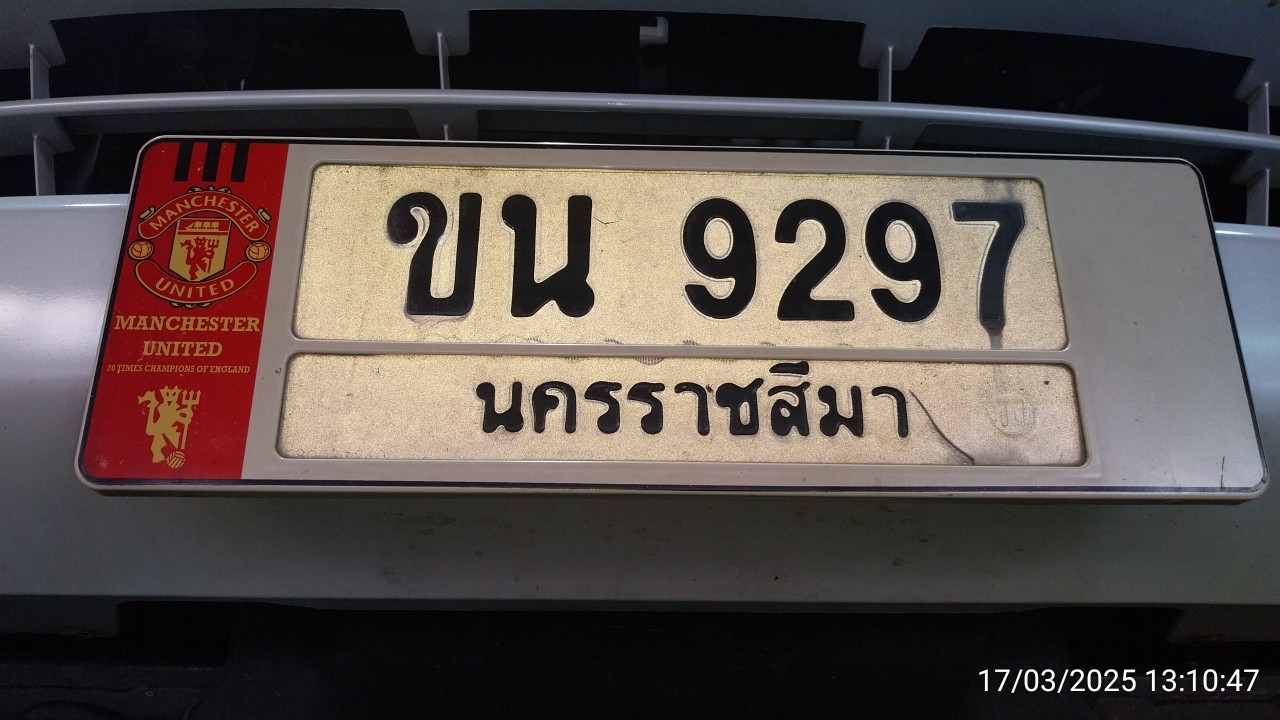 MANCHESTER
UNITED
MANCHESTER
UNITED
20 TIMES CHAMPIONS OF ENGLAND
ขน 9297
นครราชสีมา
17/03/2025 13:10:47